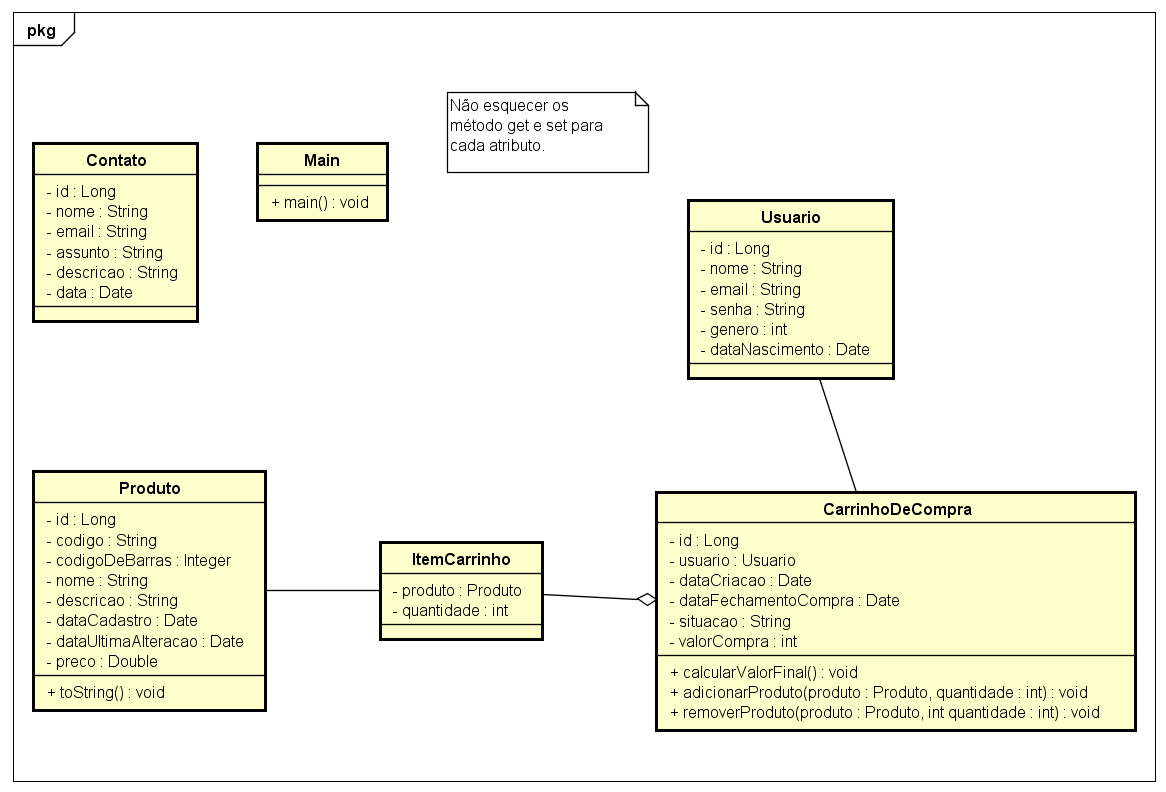 pkg
Não esquecer os
método get e set para
cada atributo.
Contato
- id : Long
- nome : String
- email : String
- assunto : String
- descricao : String
- data : Date
Main
+ main() : void
Usuario
- id : Long
- nome : String
- email : String
- senha : String
- genero : int
- dataNascimento : Date
Produto
- id : Long
- codigo : String
- codigoDeBarras : Integer
- nome : String
- descricao : String
- dataCadastro : Date
- dataUltimaAlteracao : Date
- preco : Double
+ toString() : void
ItemCarrinho
- produto : Produto
- quantidade : int
CarrinhoDeCompra
- id : Long
- usuario : Usuario
- dataCriacao : Date
- dataFechamentoCompra : Date
- situacao : String
- valorCompra : int
+ calcularValorFinal() : void
+ adicionarProduto(produto : Produto, quantidade : int) : void
+ removerProduto(produto : Produto, int quantidade : int) : void